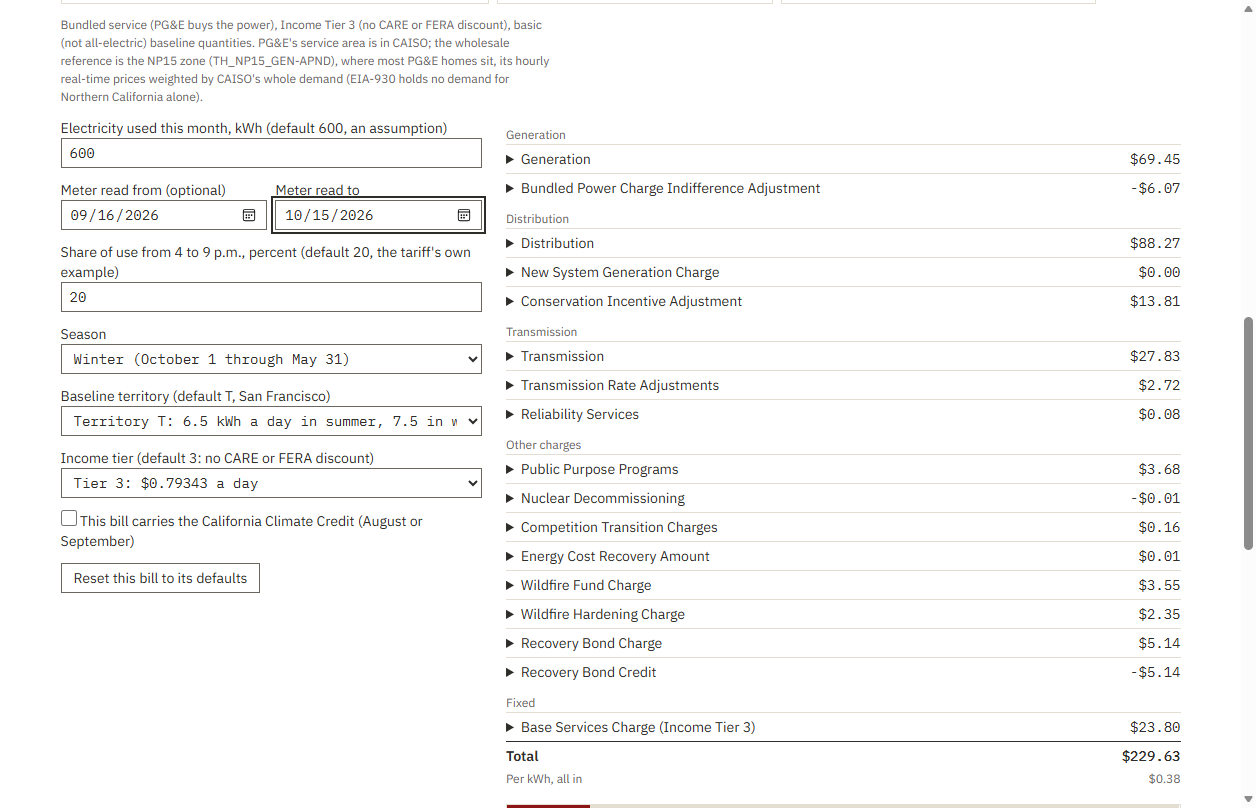 Bundled service (PG&E buys the power), Income Tier 3 (no CARE or FERA discount), basic
(not all-electric) baseline quantities. PG&E's service area is in CAISO; the wholesale
reference is the NP15 zone (TH_NP15_GEN-APND), where most PG&E homes sit, its hourly
real-time prices weighted by CAISO's whole demand (EIA-930 holds no demand for
Northern California alone).
Electricity used this month, kWh (default 600, an assumption)
600
Meter read from (optional)
09/16/2026
Meter read to
10/15/2026
Share of use from 4 to 9 p.m., percent (default 20, the tariff's own
example)
20
Season
Winter (October 1 through May 31)
Baseline territory (default T, San Francisco)
Territory T: 6.5 kWh a day in summer, 7.5 in w
Income tier (default 3: no CARE or FERA discount)
Tier 3: $0.79343 a day
This bill carries the California Climate Credit (August or
September)
Reset this bill to its defaults
Generation
Generation $69.45
Bundled Power Charge Indifference Adjustment -$6.07
Distribution
Distribution $88.27
New System Generation Charge $0.00
Conservation Incentive Adjustment $13.81
Transmission
Transmission $27.83
Transmission Rate Adjustments $2.72
Reliability Services $0.08
Other charges
Public Purpose Programs $3.68
Nuclear Decommissioning -$0.01
Competition Transition Charges $0.16
Energy Cost Recovery Amount $0.01
Wildfire Fund Charge $3.55
Wildfire Hardening Charge $2.35
Recovery Bond Charge $5.14
Recovery Bond Credit -$5.14
Fixed
Base Services Charge (Income Tier 3) $23.80
Total $229.63
Per kWh, all in $0.38